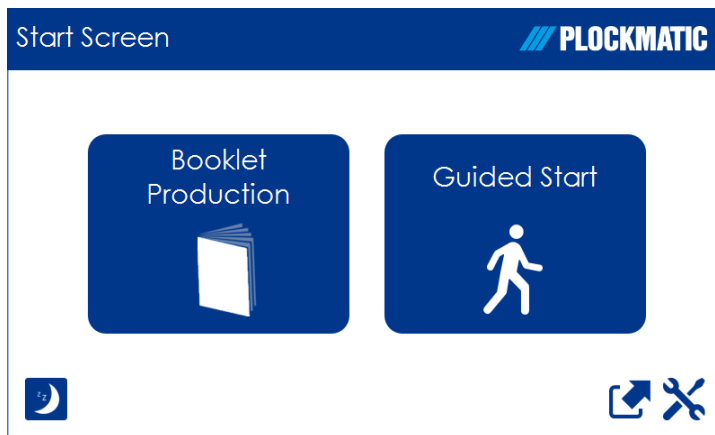 Start Screen
PLOCKMATIC
Booklet
Production
Guided Start
z z